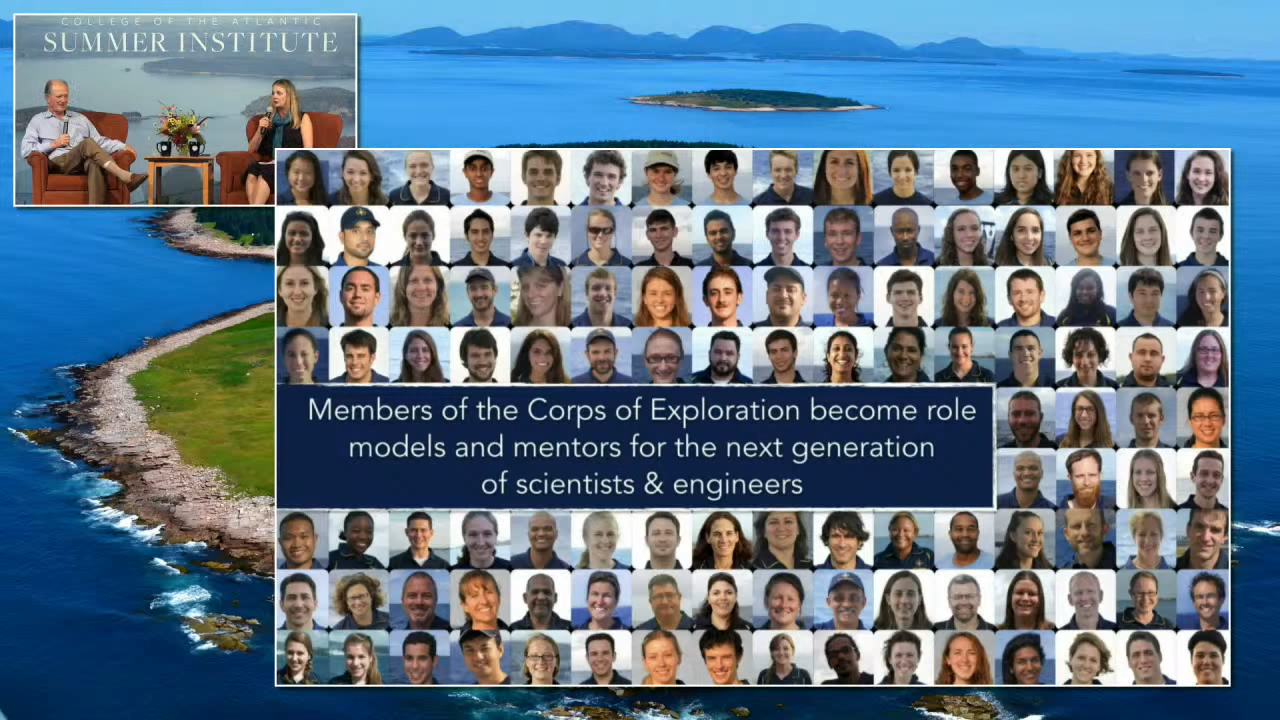 COLLEGE OF THE ATLANTIC
SUMMER INSTITUTE
Members of the Corps of Exploration become role
models and mentors for the next generation
of scientists & engineers